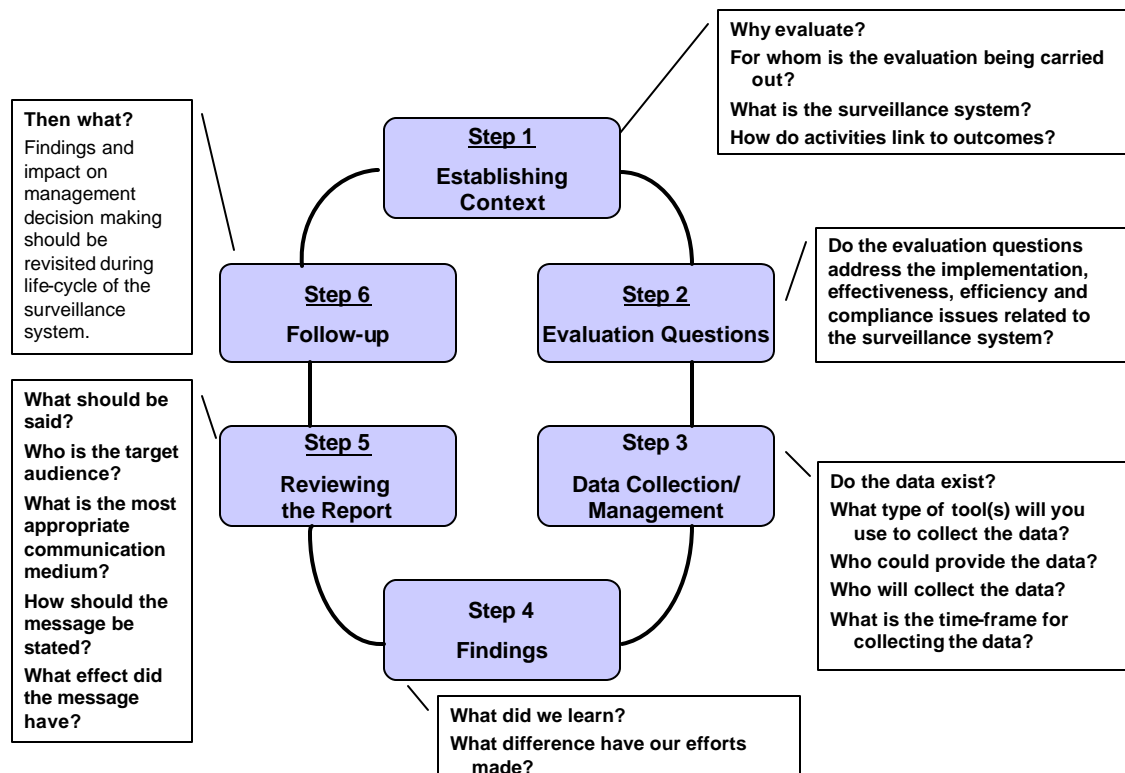 Why evaluate?
For whom is the evaluation being carried
out?
What is the surveillance system?
How do activities link to outcomes?
Then what?
Findings and
impact on
management
decision making
should be
revisited during
life-cycle of the
surveillance
system.
Step 1
Establishing
Context
Step 6
Follow-up
Step 2
Evaluation Questions
Do the evaluation questions
address the implementation,
effectiveness, efficiency and
compliance issues related to
the surveillance system?
What should be
said?
Who is the target
audience?
What is the most
appropriate
communication
medium?
How should the
message be
stated?
What effect did
the message
have?
Step 5
Reviewing
the Report
Step 3
Data Collection/
Management
Do the data exist?
What type of tool(s) will you
use to collect the data?
Who could provide the data?
Who will collect the data?
What is the time-frame for
collecting the data?
Step 4
Findings
What did we learn?
What difference have our efforts
made?